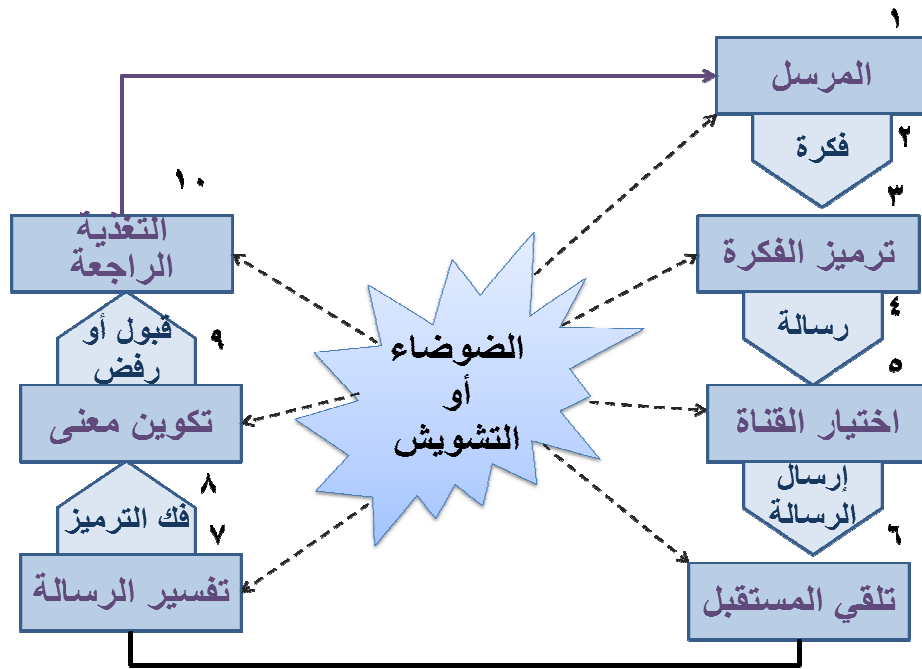 ١
المرسل
٢
فكرة
٣
ترميز الفكرة
٤
رسالة
٥
اختيار القناة
إرسال
الرسالة
٦
تلقي المستقبل
٧
تفسير الرسالة
٨
فك الترميز
تكوين معنى
٩
قبول أو
رفض
١٠
التغذية
الراجعة
الضوضاء
أو
التشويش